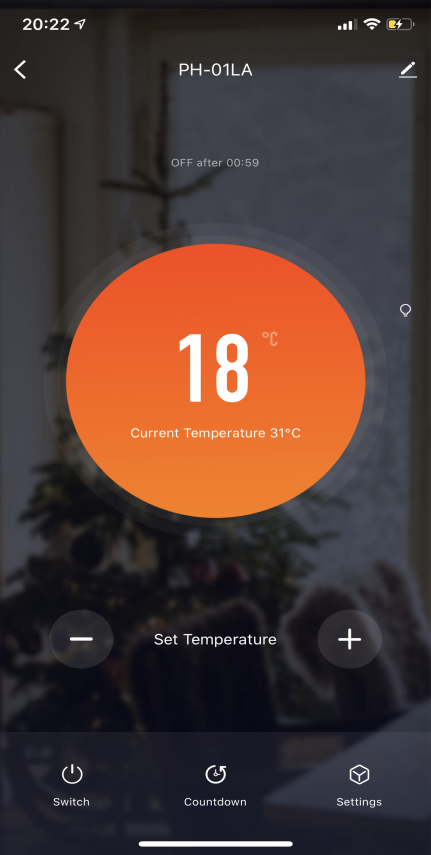 20:22
PH-01LA
OFF after 00:59
18 °C
Current Temperature 31°C
Set Temperature
Switch Countdown Settings